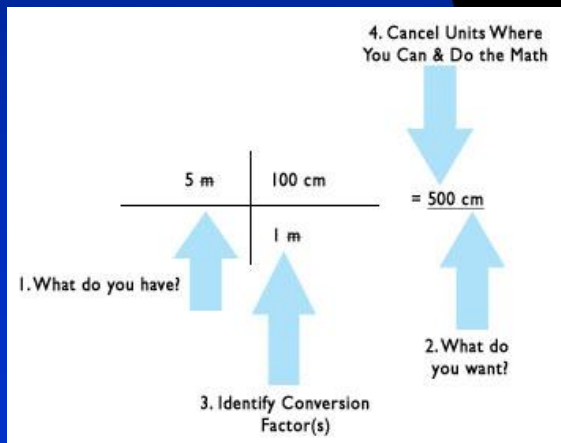 4. Cancel Units Where
You Can & Do the Math
5 m
100 cm
= 500 cm
1 m
1. What do you have?
2. What do
you want?
3. Identify Conversion
Factor(s)